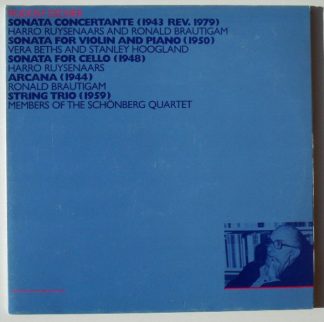 SONATA CONCERTANTE (1943 REV. 1979)
HARRO RUYSENAARS AND RONALD BRAUTIGAM
SONATA FOR VIOLIN AND PIANO (1950)
VERA BETHS AND STANLEY HOOGLAND
SONATA FOR CELLO (1948)
HARRO RUYSENAARS
ARCANA (1944)
RONALD BRAUTIGAM
STRING TRIO (1959)
MEMBERS OF THE SCHÖNBERG QUARTET